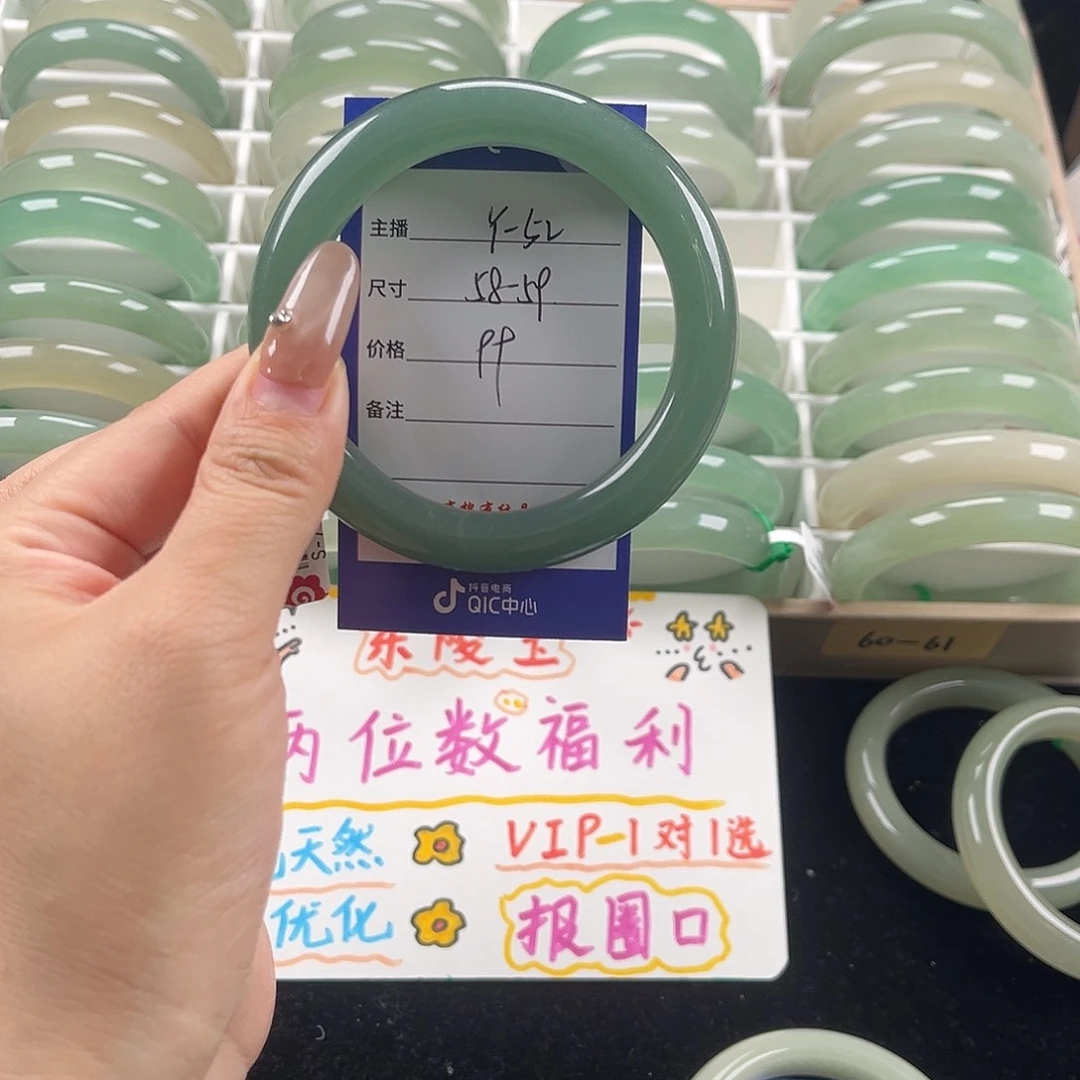 主播 Y-52
尺寸 58-59
价格 99
备注
抖音电商
QIC中心
东陵玉
两位数福利
天然 VIP-1对1选
优化 报圈口
60-61